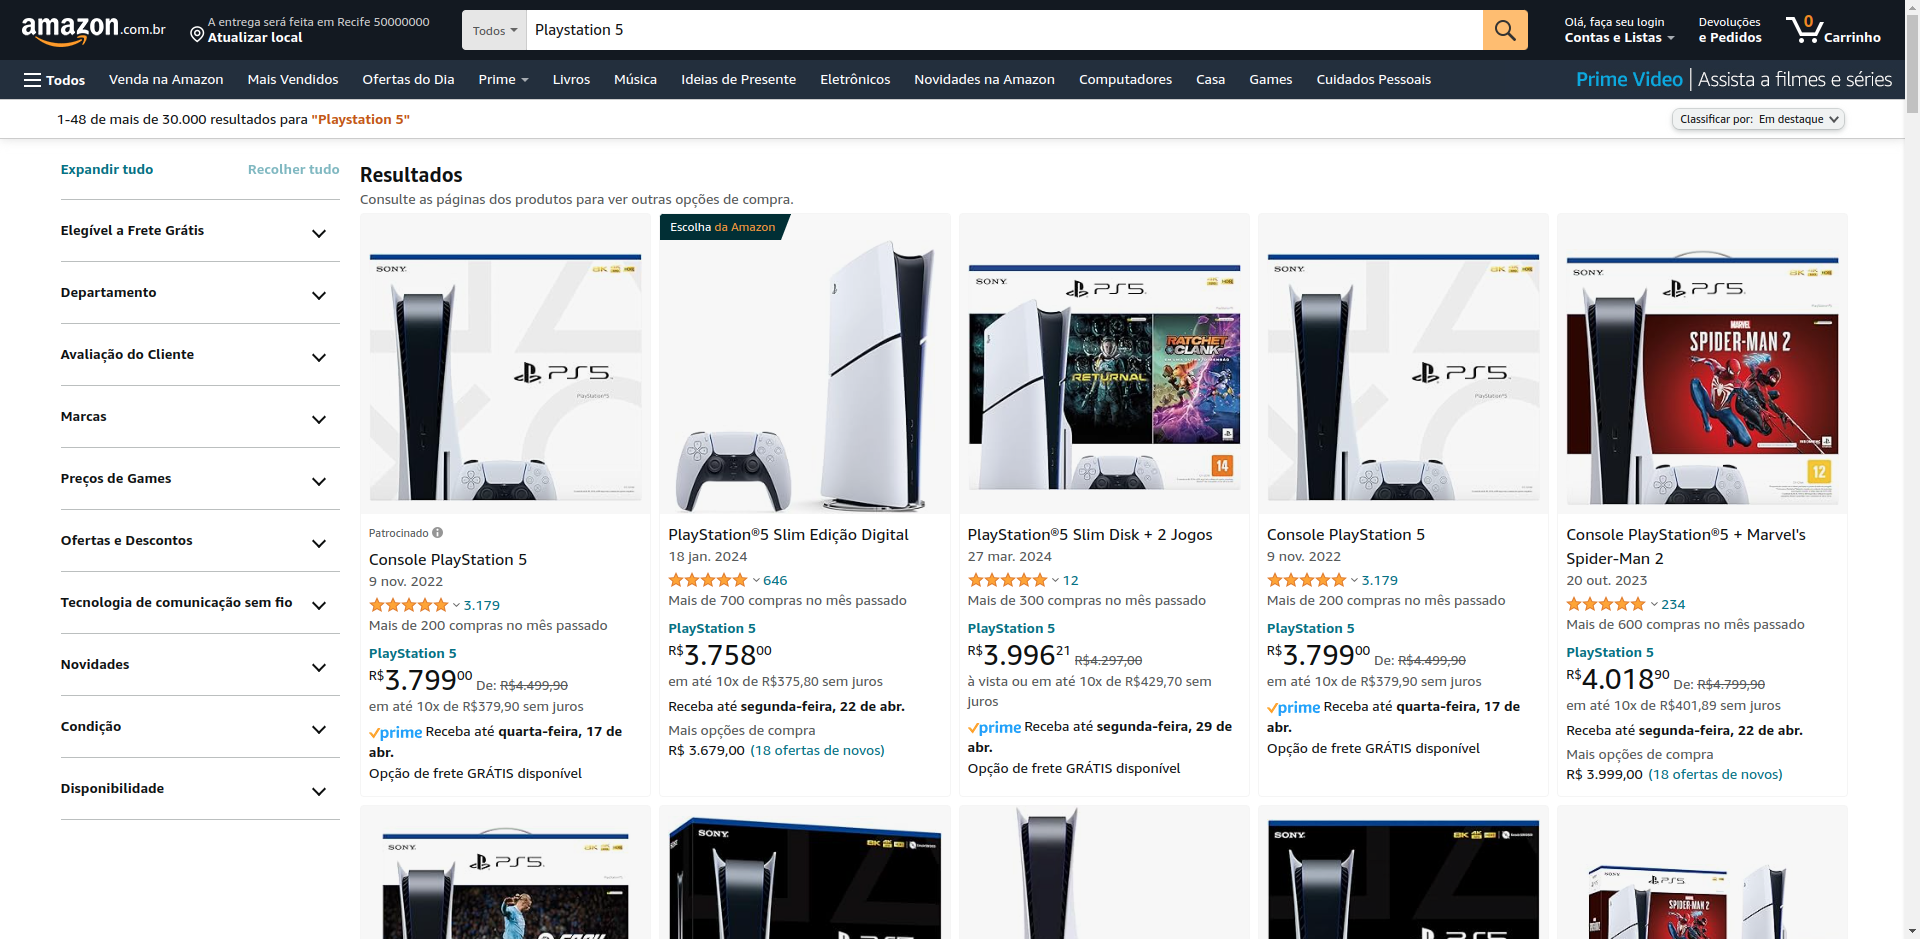 amazon.com.br
A entrega será feita em Recife 50000000
Atualizar local
Todos
Playstation 5
Olá, faça seu login
Contas e Listas
Devoluções
e Pedidos
0
Carrinho
Todos
Venda na Amazon
Mais Vendidos
Ofertas do Dia
Prime
Livros
Música
Ideias de Presente
Eletrônicos
Novidades na Amazon
Computadores
Casa
Games
Cuidados Pessoais
Prime Video | Assista a filmes e séries
1-48 de mais de 30.000 resultados para "Playstation 5"
Classificar por: Em destaque
Expandir tudo
Recolher tudo
Elegível a Frete Grátis
Departamento
Avaliação do Cliente
Marcas
Preços de Games
Ofertas e Descontos
Tecnologia de comunicação sem fio
Novidades
Condição
Disponibilidade
Resultados
Consulte as páginas dos produtos para ver outras opções de compra.
SONY
8K
PS5
PlayStation®5
Patrocinado
Console PlayStation 5
9 nov. 2022
3.179
Mais de 200 compras no mês passado
PlayStation 5
R$3.79900 De: R$4.499,90
em até 10x de R$379,90 sem juros
prime Receba até quarta-feira, 17 de
abr.
Opção de frete GRÁTIS disponível
Escolha da Amazon
PlayStation®5 Slim Edição Digital
18 jan. 2024
646
Mais de 700 compras no mês passado
PlayStation 5
R$3.75800
em até 10x de R$375,80 sem juros
Receba até segunda-feira, 22 de abr.
Mais opções de compra
R$ 3.679,00 (18 ofertas de novos)
SONY
PS5
RETURNAL
RATCHET
CLANK
14
PlayStation®5 Slim Disk + 2 Jogos
27 mar. 2024
12
Mais de 300 compras no mês passado
PlayStation 5
R$3.99621 R$4.297,00
à vista ou em até 10x de R$429,70 sem
juros
prime Receba até segunda-feira, 29 de
abr.
Opção de frete GRÁTIS disponível
SONY
8K
PS5
PlayStation®5
Console PlayStation 5
9 nov. 2022
3.179
Mais de 200 compras no mês passado
PlayStation 5
R$3.79900 De: R$4.499,90
em até 10x de R$379,90 sem juros
prime Receba até quarta-feira, 17 de
abr.
Opção de frete GRÁTIS disponível
SONY
8K
PS5
MARVEL
SPIDER-MAN 2
12
Console PlayStation®5 + Marvel's
Spider-Man 2
20 out. 2023
234
Mais de 600 compras no mês passado
PlayStation 5
R$4.01890 De: R$4.799,90
em até 10x de R$401,89 sem juros
Receba até segunda-feira, 22 de abr.
Mais opções de compra
R$ 3.999,00 (18 ofertas de novos)
SONY
8K
PS5
SONY
8K 4K
SONY
8K 4K
SONY
PS5
SPIDER-MAN 2